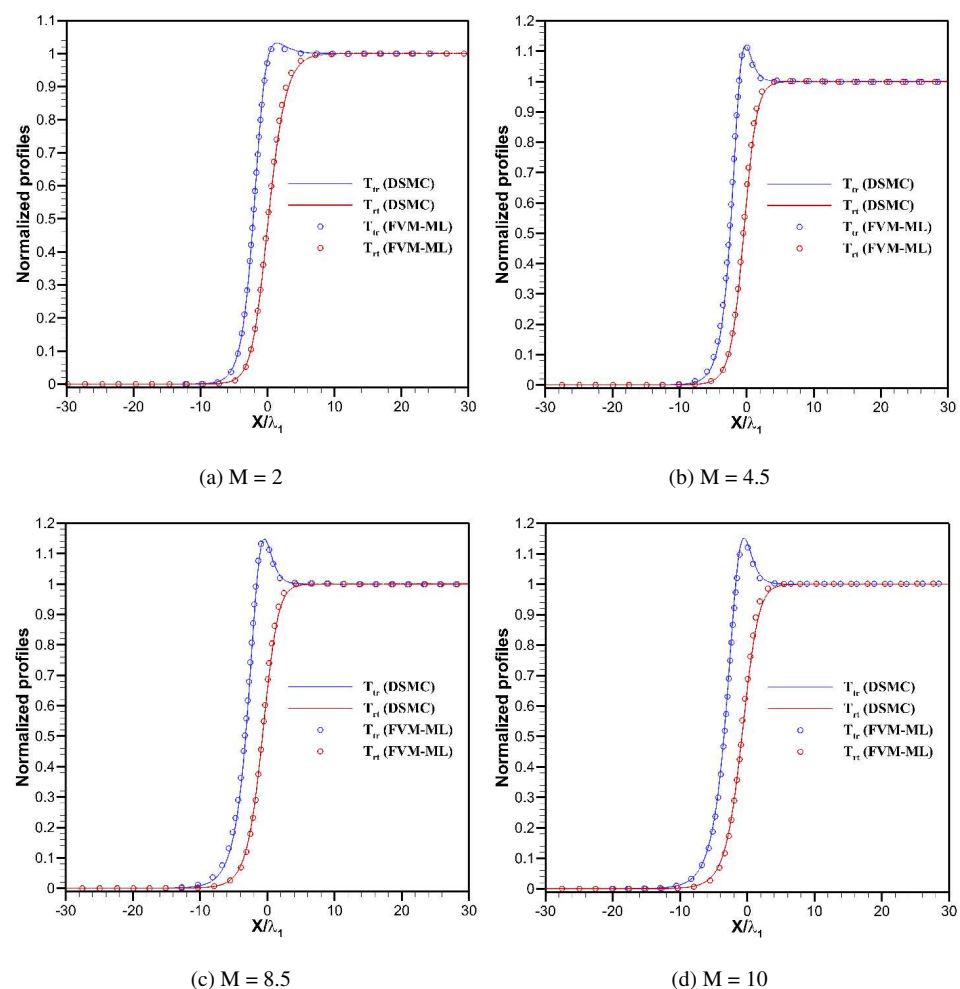 1.1
1
0.9
0.8
0.7
0.6
0.5
0.4
0.3
0.2
0.1
0
Normalized profiles
T_tr (DSMC)
T_rt (DSMC)
T_tr (FVM-ML)
T_rt (FVM-ML)
-30 -20 -10 0 10 20 30
X/λ₁
(a) M = 2
1.2
1.1
1
0.9
0.8
0.7
0.6
0.5
0.4
0.3
0.2
0.1
0
Normalized profiles
T_tr (DSMC)
T_rt (DSMC)
T_tr (FVM-ML)
T_rt (FVM-ML)
-30 -20 -10 0 10 20 30
X/λ₁
(b) M = 4.5
1.2
1.1
1
0.9
0.8
0.7
0.6
0.5
0.4
0.3
0.2
0.1
0
Normalized profiles
T_tr (DSMC)
T_rt (DSMC)
T_tr (FVM-ML)
T_rt (FVM-ML)
-30 -20 -10 0 10 20 30
X/λ₁
(c) M = 8.5
1.2
1.1
1
0.9
0.8
0.7
0.6
0.5
0.4
0.3
0.2
0.1
0
Normalized profiles
T_tr (DSMC)
T_rt (DSMC)
T_tr (FVM-ML)
T_rt (FVM-ML)
-30 -20 -10 0 10 20 30
X/λ₁
(d) M = 10